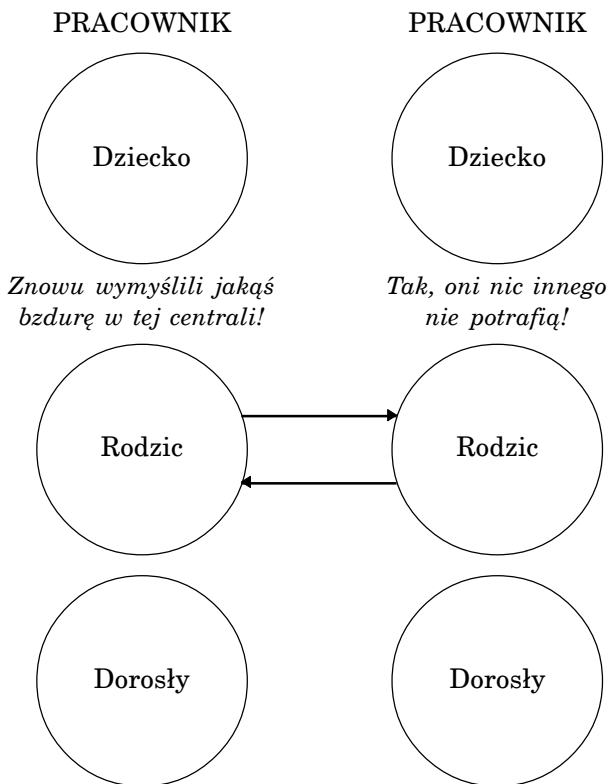 PRACOWNIK PRACOWNIK
Dziecko Dziecko
Znowu wymyślili jakąś
bzdurę w tej centrali!
Tak, oni nic innego
nie potrafią!
Rodzic Rodzic
Dorosły Dorosły